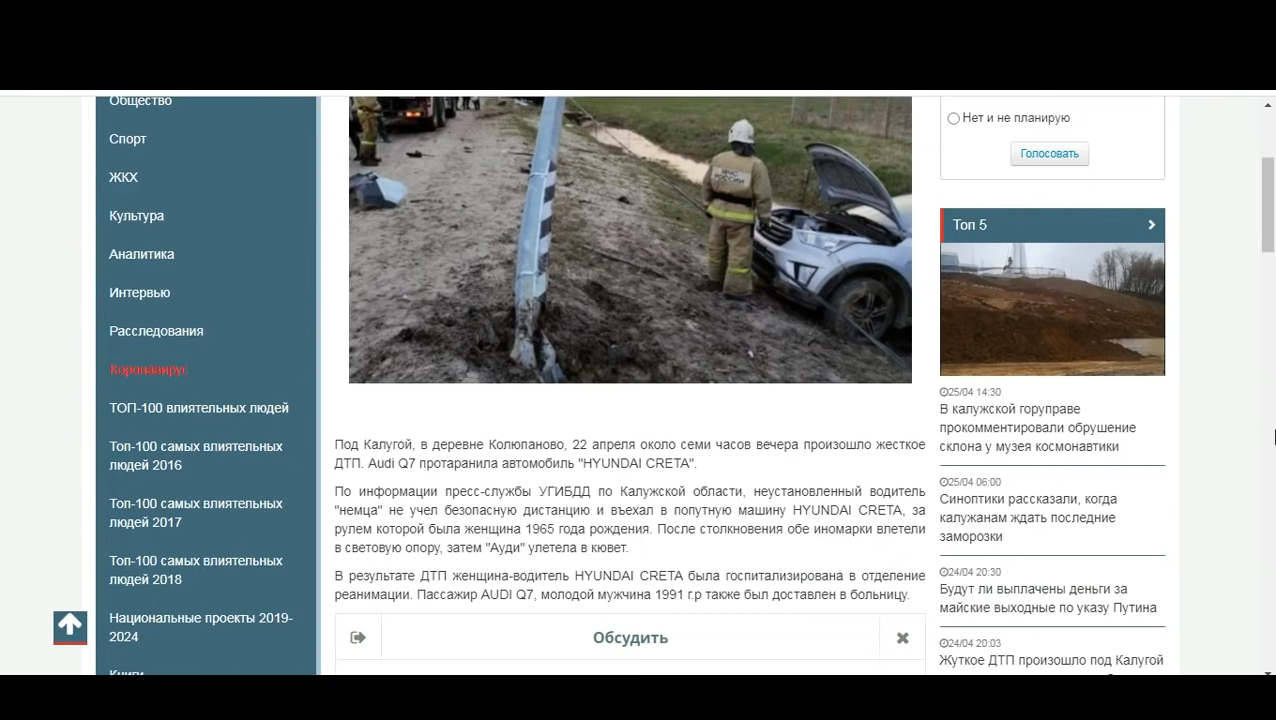 Общество
Спорт
ЖКХ
Культура
Аналитика
Интервью
Расследования
Коронавирус
ТОП-100 влиятельных людей
Топ-100 самых влиятельных
людей 2016
Топ-100 самых влиятельных
людей 2017
Топ-100 самых влиятельных
людей 2018
Национальные проекты 2019-
2024
Книги
МЧС
РОССИИ
Под Калугой, в деревне Колюпаново, 22 апреля около семи часов вечера произошло жесткое
ДТП. Audi Q7 протаранила автомобиль "HYUNDAI CRETA".
По информации пресс-службы УГИБДД по Калужской области, неустановленный водитель
"немца" не учел безопасную дистанцию и въехал в попутную машину HYUNDAI CRETA, за
рулем которой была женщина 1965 года рождения. После столкновения обе иномарки влетели
в световую опору, затем "Ауди" улетела в кювет.
В результате ДТП женщина-водитель HYUNDAI CRETA была госпитализирована в отделение
реанимации. Пассажир AUDI Q7, молодой мужчина 1991 г.р также был доставлен в больницу.
Обсудить
Нет и не планирую
Голосовать
Топ 5
25/04 14:30
В калужской горуправе
прокомментировали обрушение
склона у музея космонавтики
25/04 06:00
Синоптики рассказали, когда
калужанам ждать последние
заморозки
24/04 20:30
Будут ли выплачены деньги за
майские выходные по указу Путина
24/04 20:03
Жуткое ДТП произошло под Калугой